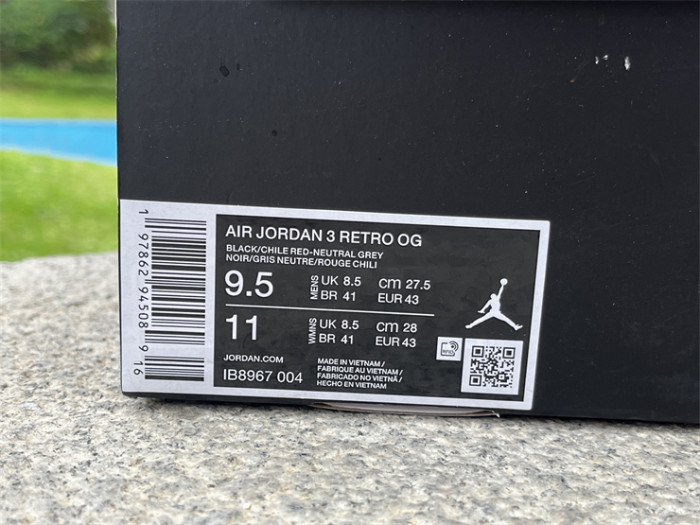 AIR JORDAN 3 RETRO OG
BLACK/CHILE RED-NEUTRAL GREY
NOIR/GRIS NEUTRE/ROUGE CHILI
9.5 MENS UK 8.5 CM 27.5
BR 41 EUR 43
11 WMNS UK 8.5 CM 28
BR 41 EUR 43
JORDAN.COM
IB8967 004
MADE IN VIETNAM /
FABRIQUE AU VIETNAM /
FABRICADO NO VIETNÃ /
HECHO EN VIETNAM
1 97862 94508 9 16